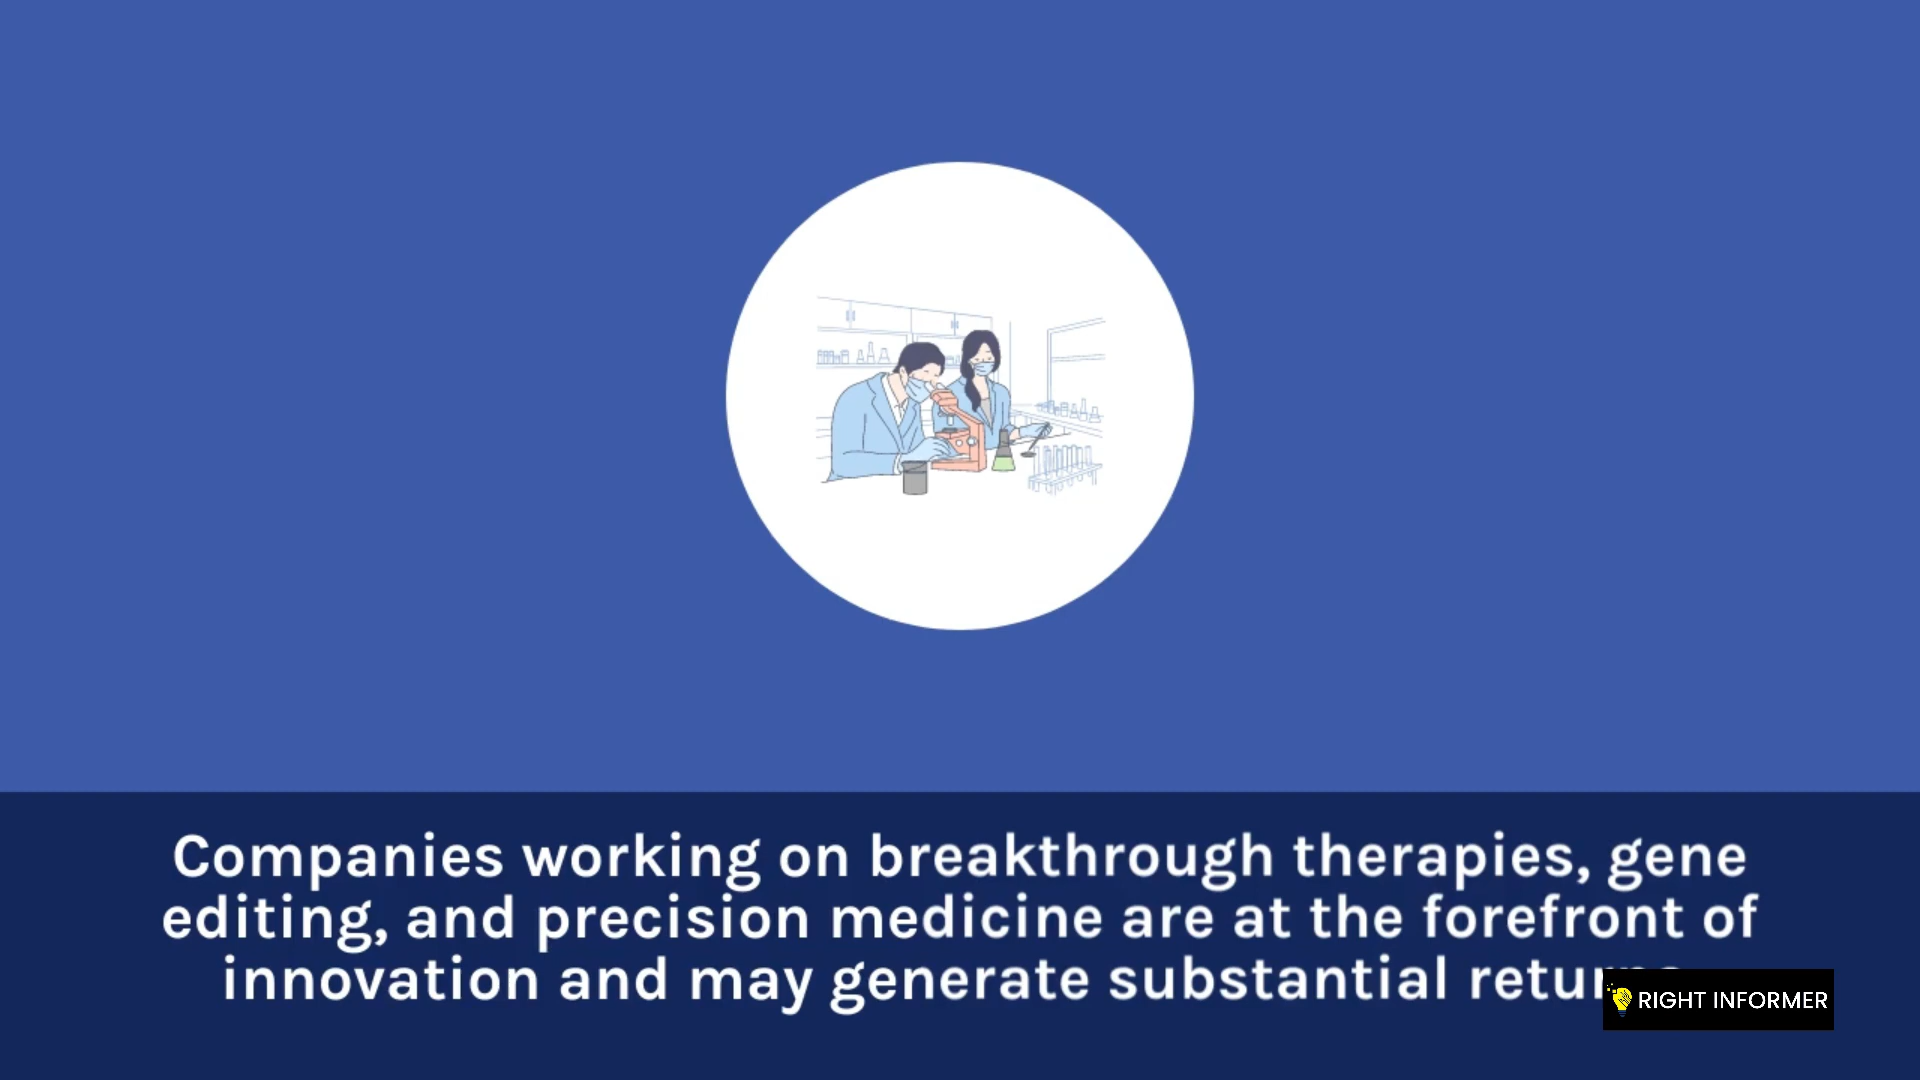 Companies working on breakthrough therapies, gene
editing, and precision medicine are at the forefront of
innovation and may generate substantial
RIGHT INFORMER